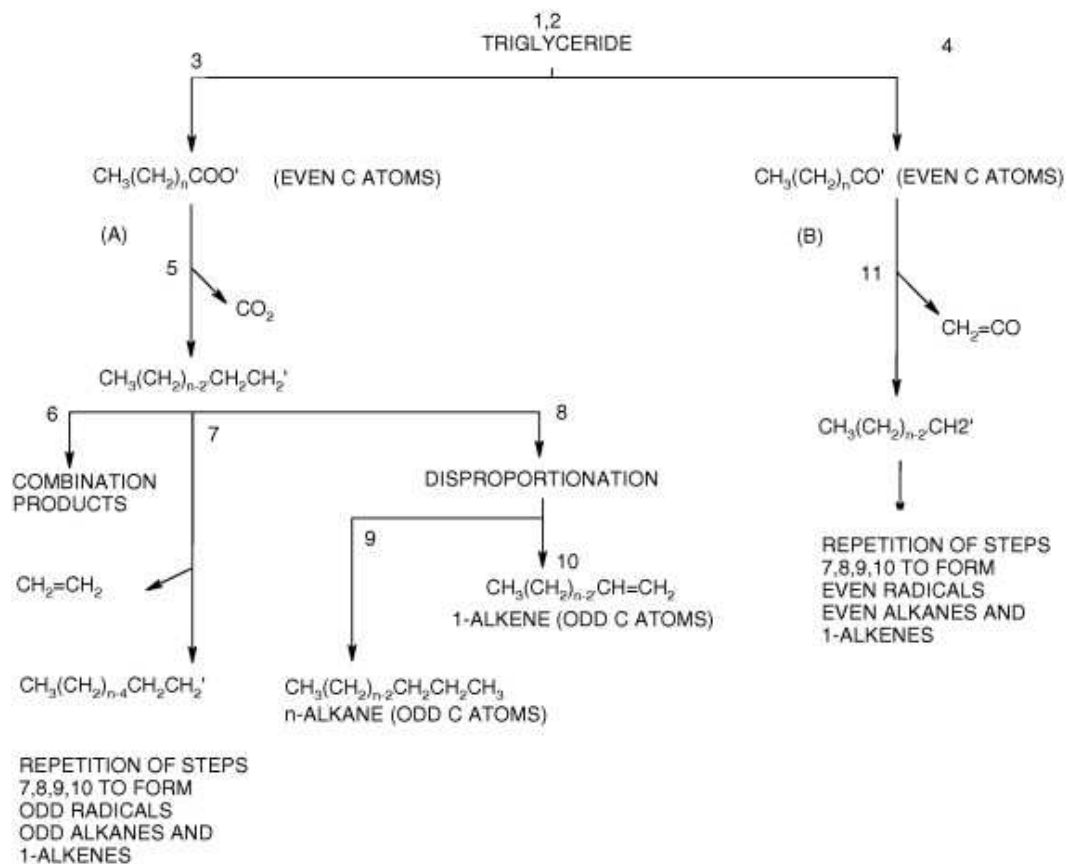 1,2
TRIGLYCERIDE
3
4
CH₃(CH₂)ₙCOO' (EVEN C ATOMS)
CH₃(CH₂)ₙCO' (EVEN C ATOMS)
(A)
(B)
5
11
CO₂
CH₂=CO
CH₃(CH₂)ₙ₋₂CH₂CH₂'
6
7
8
CH₃(CH₂)ₙ₋₂CH2'
COMBINATION
PRODUCTS
DISPROPORTIONATION
9
10
CH₂=CH₂
CH₃(CH₂)ₙ₋₂CH=CH₂
1-ALKENE (ODD C ATOMS)
REPETITION OF STEPS
7,8,9,10 TO FORM
EVEN RADICALS
EVEN ALKANES AND
1-ALKENES
CH₃(CH₂)ₙ₋₄CH₂CH₂'
CH₃(CH₂)ₙ₋₂CH₂CH₂CH₃
n-ALKANE (ODD C ATOMS)
REPETITION OF STEPS
7,8,9,10 TO FORM
ODD RADICALS
ODD ALKANES AND
1-ALKENES